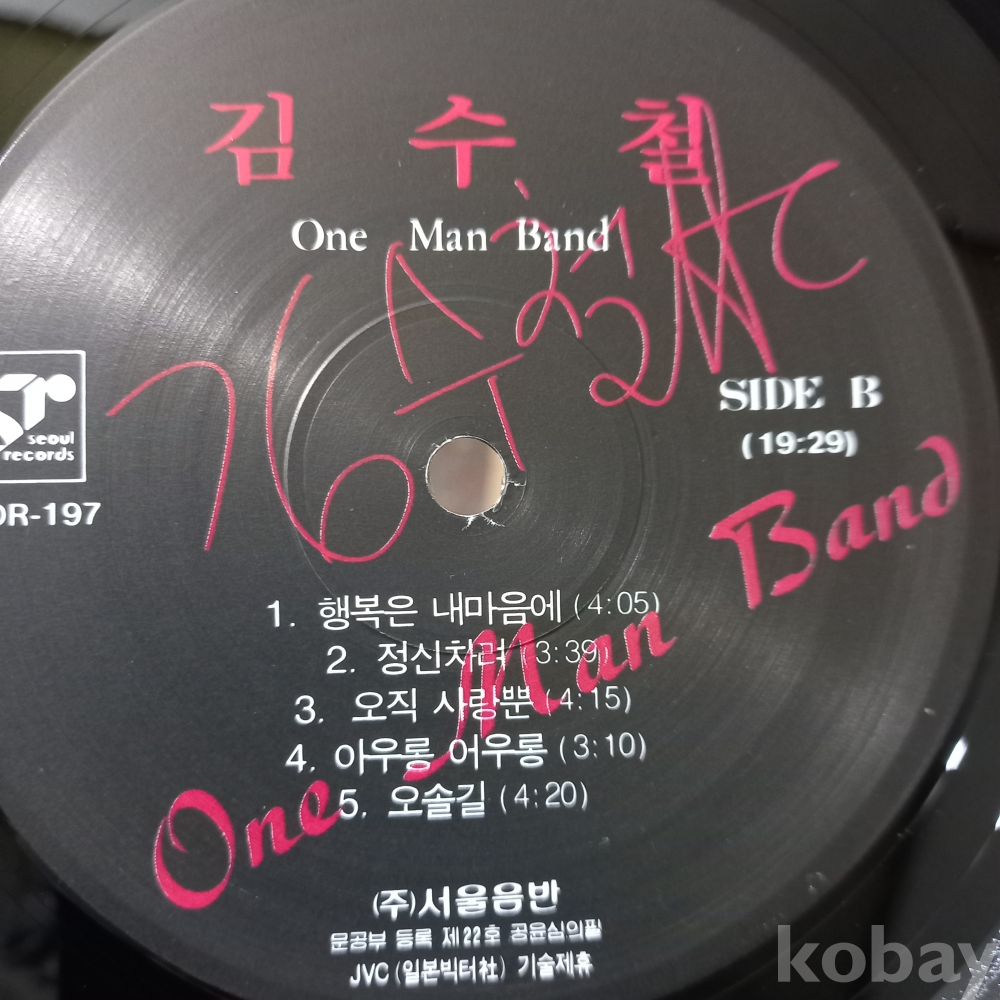 김 수 철
One Man Band
김수철
SIDE B
(19:29)
seoul
records
OR-197
One Man Band
1. 행복은 내마음에 (4:05)
2. 정신차려 (3:39)
3. 오직 사랑뿐 (4:15)
4. 아우롱 어우롱 (3:10)
5. 오솔길 (4:20)
(주)서울음반
문공부 등록 제22호 공윤심의필
JVC (일본빅터社) 기술제휴
kobay